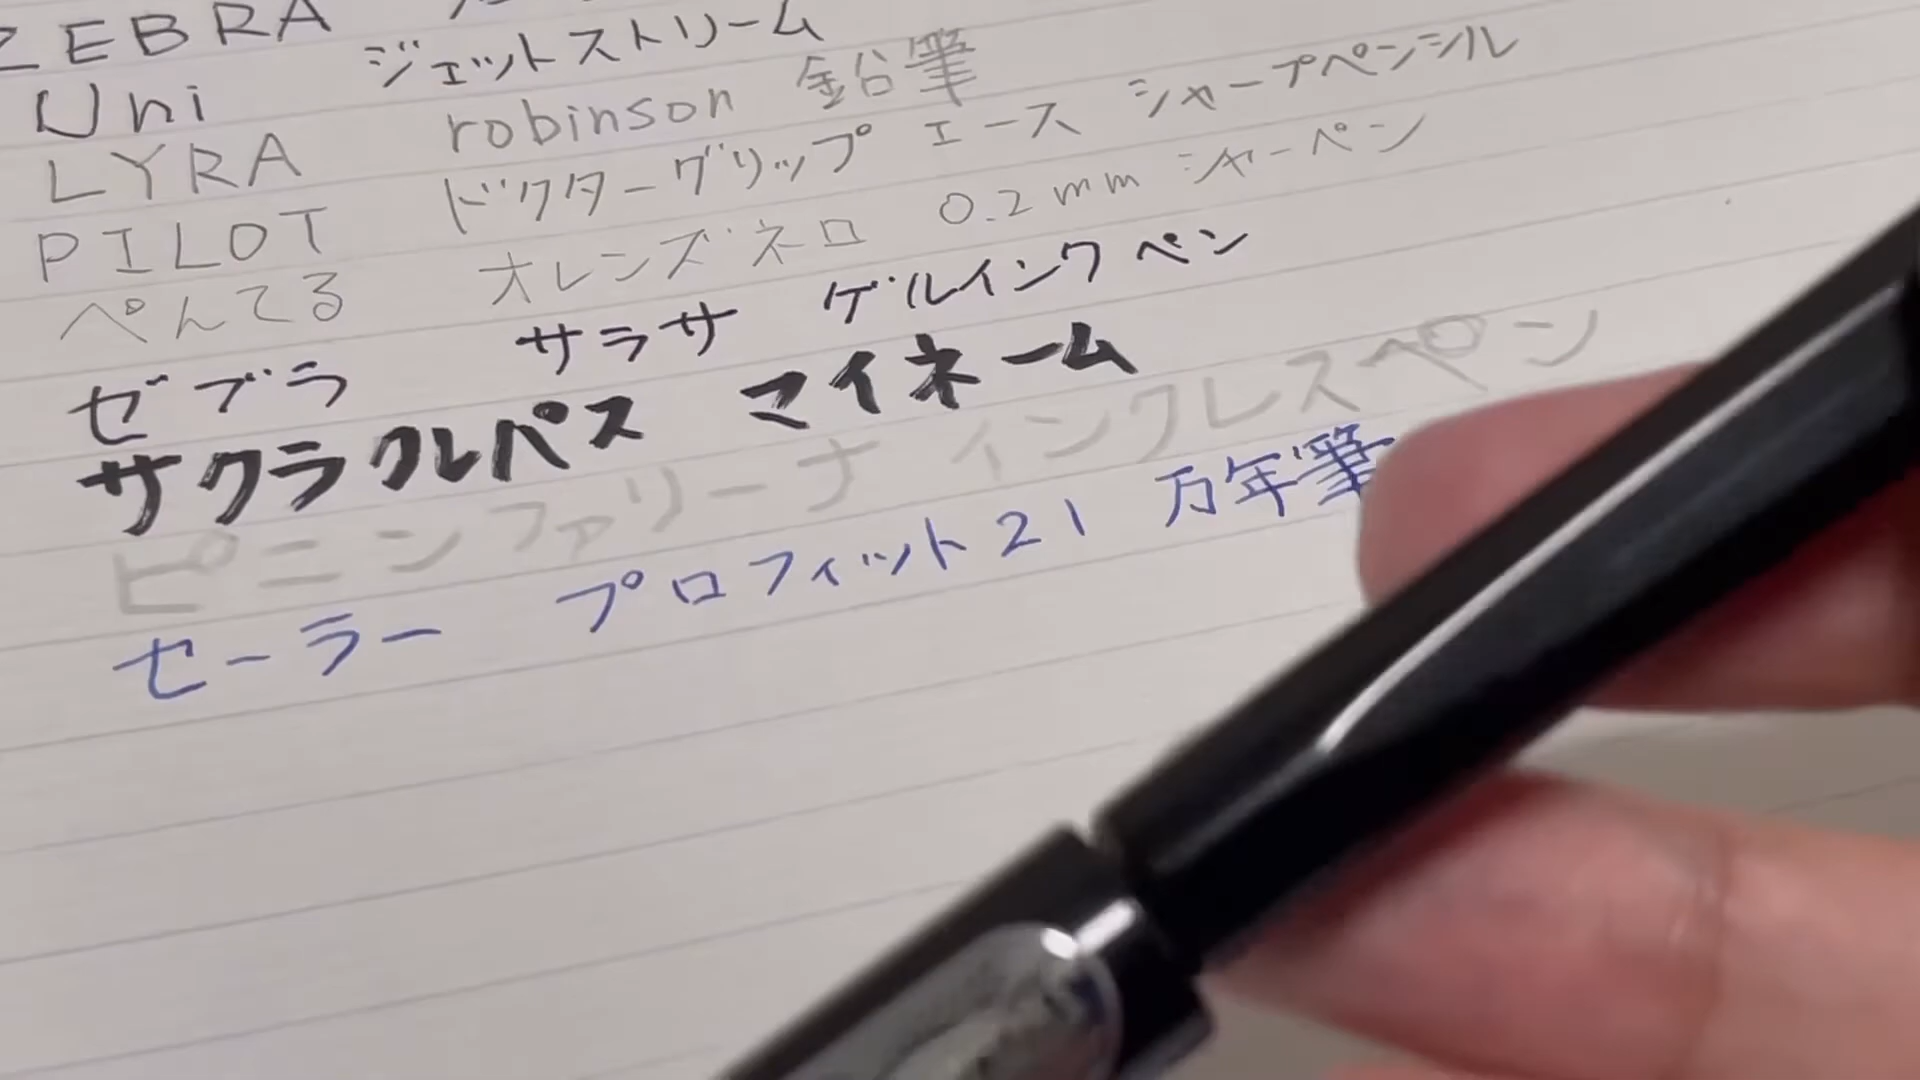 ZEBRA
Uni ジェットストリーム
LYRA robinson 鉛筆
PILOT ドクターグリップ エース シャープペンシル
ぺんてる オレンズネロ 0.2mm シャーペン
ゼブラ サラサ ゲルインクペン
サクラクレパス マイネーム
ピニンファリーナ インクレスペン
セーラー プロフィット21 万年筆